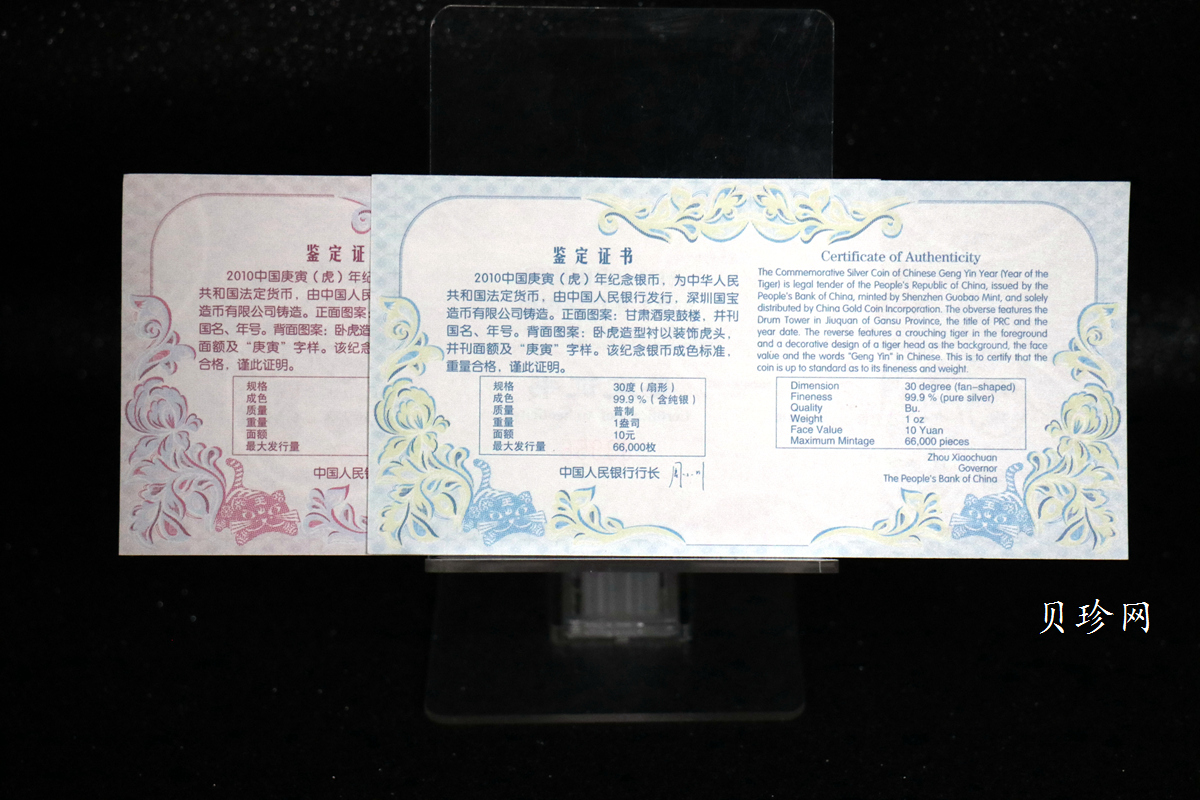 鉴定证
2010中国庚寅（虎）年纪
共和国法定货币，由中国人民
造币有限公司铸造。正面图案：
国名、年号。背面图案：卧虎造
井刊面额及“庚寅”字样。该纪
合格，谨此证明。
规格
成色
质量
重量
面额
最大发行量
中国人民银
鉴定证书
2010中国庚寅（虎）年纪念银币，为中华人民
共和国法定货币，由中国人民银行发行，深圳国宝
造币有限公司铸造。正面图案：甘肃酒泉鼓楼，井刊
国名、年号。背面图案：卧虎造型衬以装饰虎头，
井刊面额及“庚寅”字样。该纪念银币成色标准，
重量合格，谨此证明。
规格 30度（扇形）
成色 99.9％（含纯银）
质量 普制
重量 1盎司
面额 10元
最大发行量 66,000枚
中国人民银行行长
Certificate of Authenticity
The Commemorative Silver Coin of Chinese Geng Yin Year (Year of the
Tiger) is legal tender of the People's Republic of China, issued by the
People's Bank of China, minted by Shenzhen Guobao Mint, and solely
distributed by China Gold Coin Incorporation. The obverse features the
Drum Tower in Jiuquan of Gansu Province, the title of PRC and the
year date. The reverse features a crouching tiger in the foreground
and a decorative design of a tiger head as the background, the face
value and the words "Geng Yin" in Chinese. This is to certify that the
coin is up to standard as to its fineness and weight.
Dimension 30 degree (fan-shaped)
Fineness 99.9 % (pure silver)
Quality Bu.
Weight 1 oz
Face Value 10 Yuan
Maximum Mintage 66,000 pieces
Zhou Xiaochuan
Governor
The People's Bank of China
贝珍网